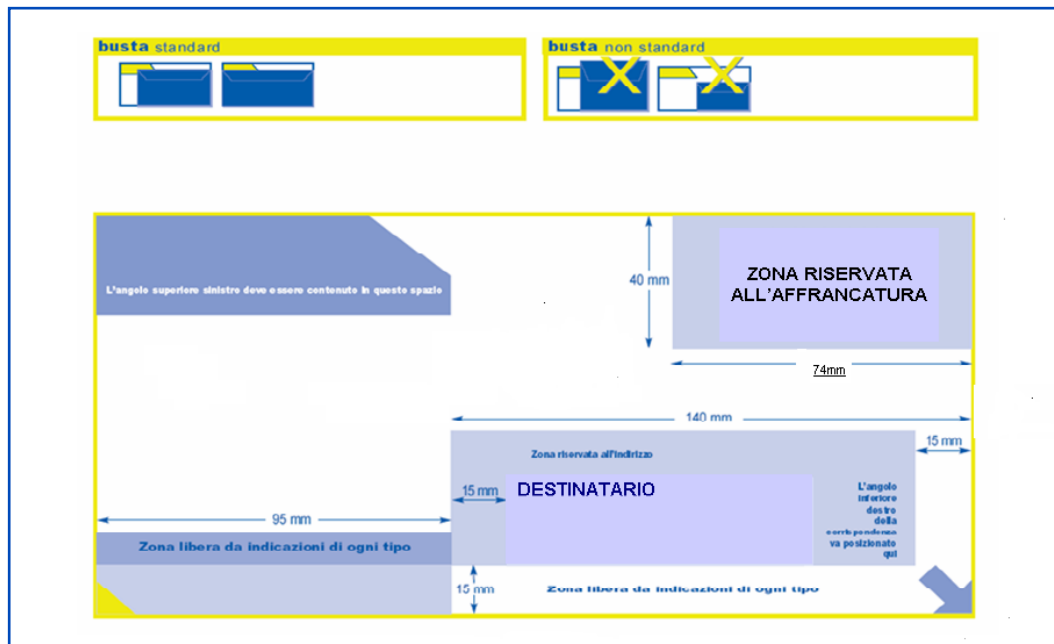 busta standard
busta non standard
L'angolo superiore sinistro deve essere contenuto in questo spazio
40 mm
ZONA RISERVATA
ALL'AFFRANCATURA
74mm
140 mm
Zona riservata all'indirizzo
15 mm
15 mm
DESTINATARIO
L'angolo
inferiore
destro
della
corrispondenza
va posizionato
qui
95 mm
Zona libera da indicazioni di ogni tipo
15 mm
Zona libera da indicazioni di ogni tipo